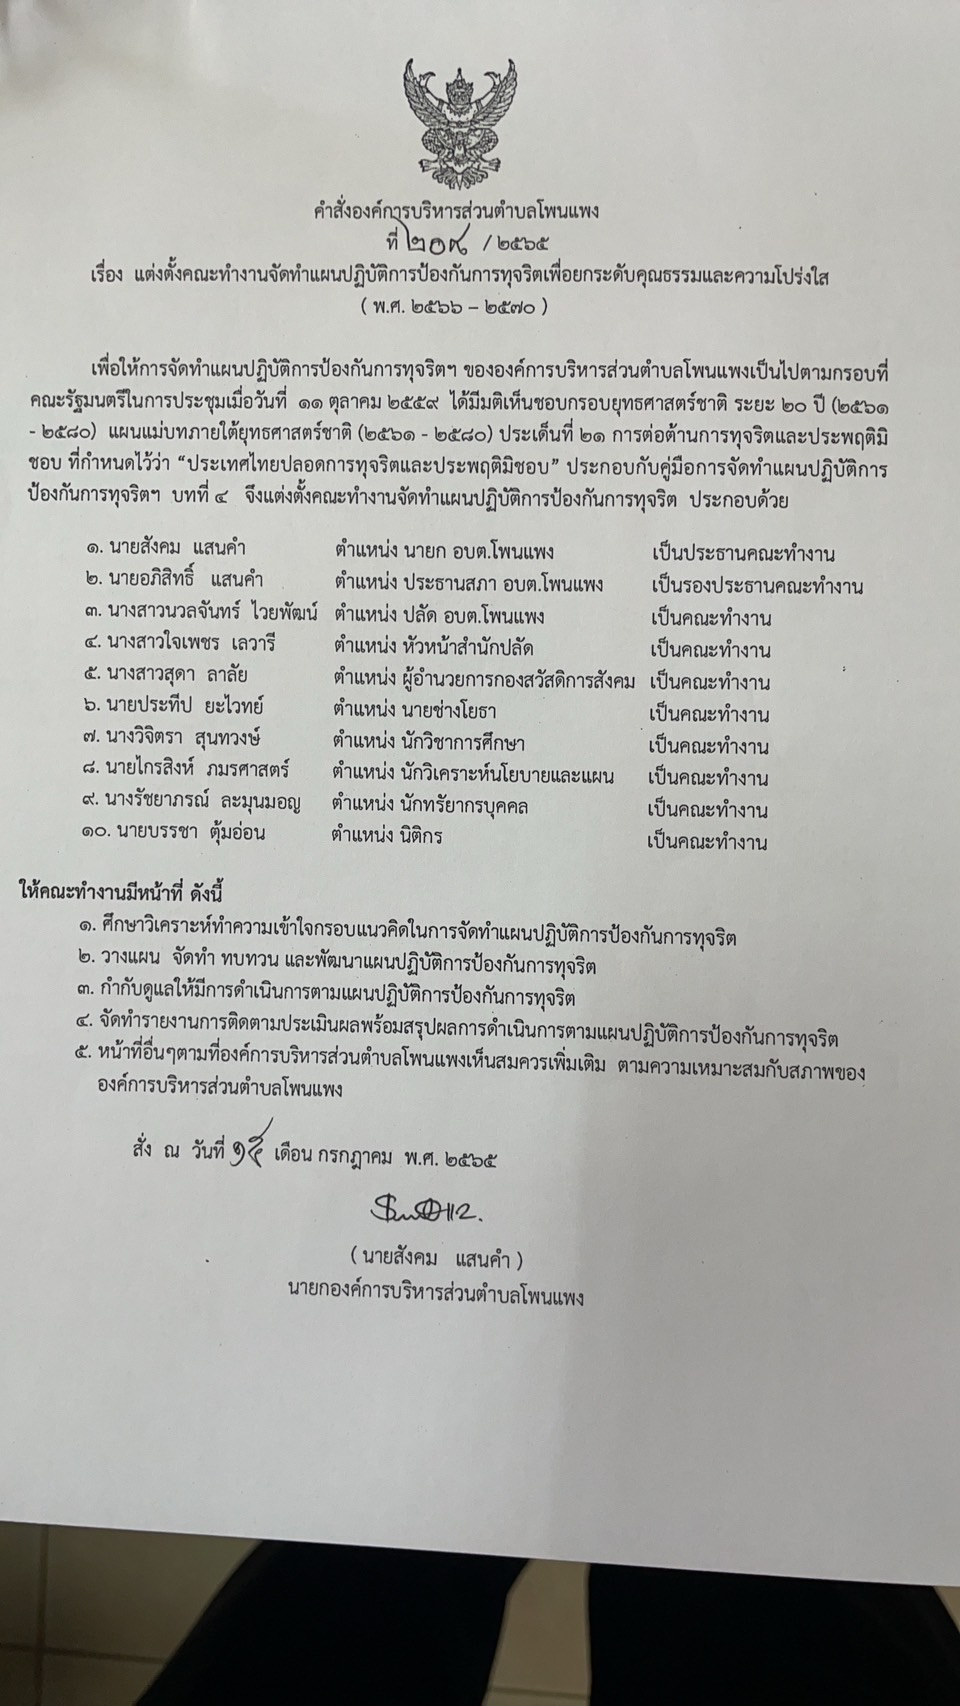 คำสั่งองค์การบริหารส่วนตำบลโพนแพง
ที่ ๒๐๙ / ๒๕๖๕
เรื่อง แต่งตั้งคณะทำงานจัดทำแผนปฏิบัติการป้องกันการทุจริตเพื่อยกระดับคุณธรรมและความโปร่งใส
( พ.ศ. ๒๕๖๖ – ๒๕๗๐ )
เพื่อให้การจัดทำแผนปฏิบัติการป้องกันการทุจริตฯ ขององค์การบริหารส่วนตำบลโพนแพงเป็นไปตามกรอบที่
คณะรัฐมนตรีในการประชุมเมื่อวันที่ ๑๑ ตุลาคม ๒๕๕๙ ได้มีมติเห็นชอบกรอบยุทธศาสตร์ชาติ ระยะ ๒๐ ปี (๒๕๖๑
- ๒๕๘๐) แผนแม่บทภายใต้ยุทธศาสตร์ชาติ (๒๕๖๑ - ๒๕๘๐) ประเด็นที่ ๒๑ การต่อต้านการทุจริตและประพฤติมิ
ชอบ ที่กำหนดไว้ว่า “ประเทศไทยปลอดการทุจริตและประพฤติมิชอบ” ประกอบกับคู่มือการจัดทำแผนปฏิบัติการ
ป้องกันการทุจริตฯ บทที่ ๔ จึงแต่งตั้งคณะทำงานจัดทำแผนปฏิบัติการป้องกันการทุจริต ประกอบด้วย
๑. นายสังคม แสนคำ ตำแหน่ง นายก อบต.โพนแพง เป็นประธานคณะทำงาน
๒. นายอภิสิทธิ์ แสนคำ ตำแหน่ง ประธานสภา อบต.โพนแพง เป็นรองประธานคณะทำงาน
๓. นางสาวนวลจันทร์ ไวยพัฒน์ ตำแหน่ง ปลัด อบต.โพนแพง เป็นคณะทำงาน
๔. นางสาวใจเพชร เลวารี ตำแหน่ง หัวหน้าสำนักปลัด เป็นคณะทำงาน
๕. นางสาวสุดา ลาลัย ตำแหน่ง ผู้อำนวยการกองสวัสดิการสังคม เป็นคณะทำงาน
๖. นายประทีป ยะไวทย์ ตำแหน่ง นายช่างโยธา เป็นคณะทำงาน
๗. นางวิจิตรา สุนทวงษ์ ตำแหน่ง นักวิชาการศึกษา เป็นคณะทำงาน
๘. นายไกรสิงห์ ภมรศาสตร์ ตำแหน่ง นักวิเคราะห์นโยบายและแผน เป็นคณะทำงาน
๙. นางรัชยาภรณ์ ละมุนมอญ ตำแหน่ง นักทรัยากรบุคคล เป็นคณะทำงาน
๑๐. นายบรรชา ตุ้มอ่อน ตำแหน่ง นิติกร เป็นคณะทำงาน
ให้คณะทำงานมีหน้าที่ ดังนี้
๑. ศึกษาวิเคราะห์ทำความเข้าใจกรอบแนวคิดในการจัดทำแผนปฏิบัติการป้องกันการทุจริต
๒. วางแผน จัดทำ ทบทวน และพัฒนาแผนปฏิบัติการป้องกันการทุจริต
๓. กำกับดูแลให้มีการดำเนินการตามแผนปฏิบัติการป้องกันการทุจริต
๔. จัดทำรายงานการติดตามประเมินผลพร้อมสรุปผลการดำเนินการตามแผนปฏิบัติการป้องกันการทุจริต
๕. หน้าที่อื่นๆตามที่องค์การบริหารส่วนตำบลโพนแพงเห็นสมควรเพิ่มเติม ตามความเหมาะสมกับสภาพของ
องค์การบริหารส่วนตำบลโพนแพง
สั่ง ณ วันที่ ๑๕ เดือน กรกฎาคม พ.ศ. ๒๕๖๕
( นายสังคม แสนคำ )
นายกองค์การบริหารส่วนตำบลโพนแพง